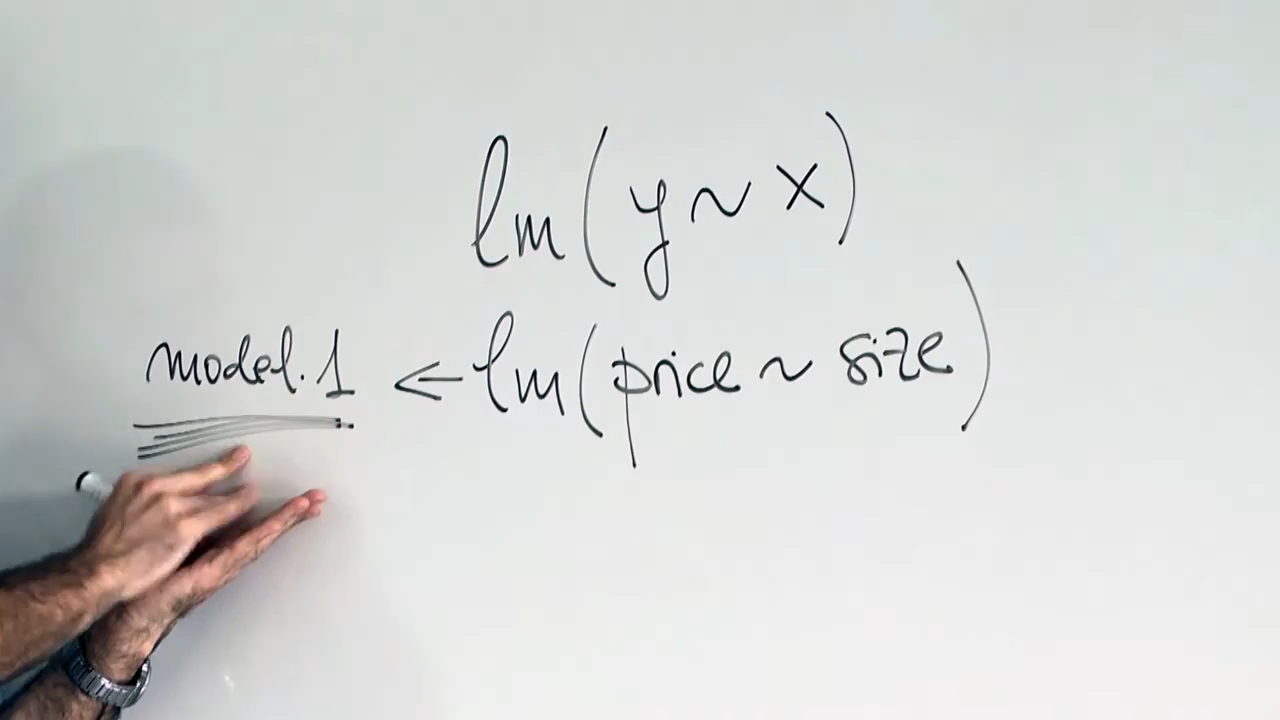 lm(y ~ x)
model.1 <- lm(price ~ size)